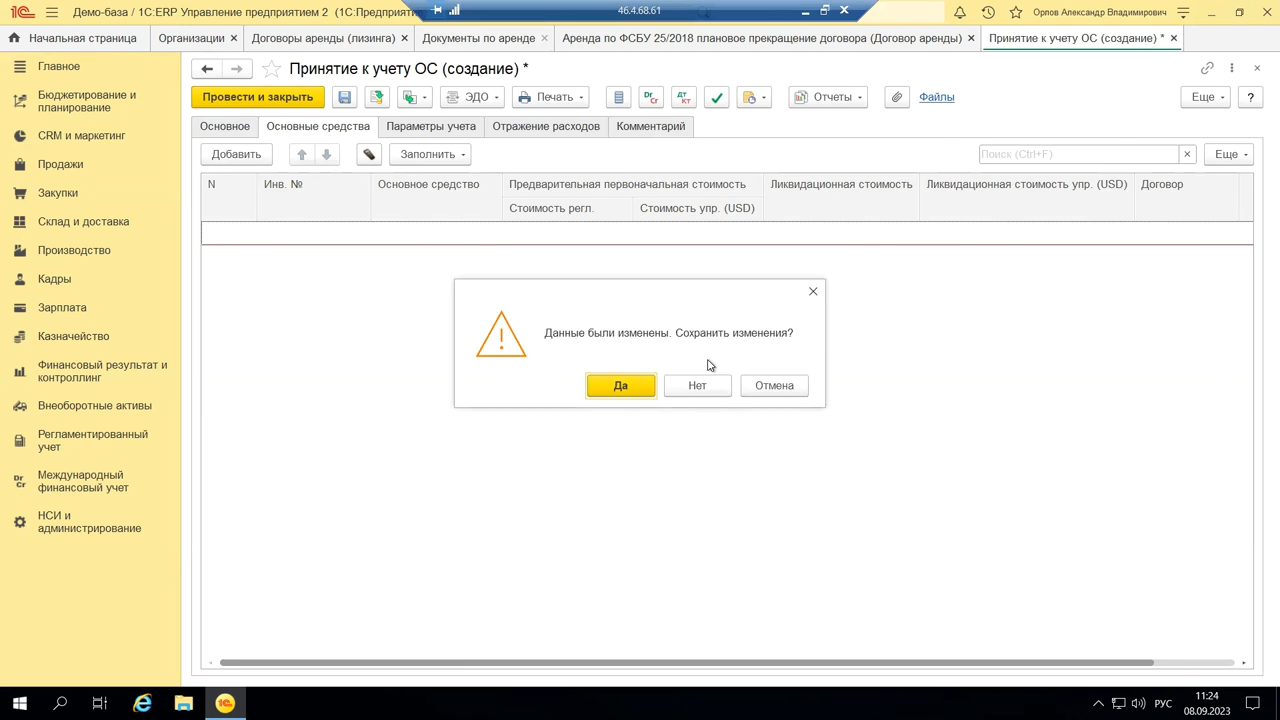 Демо-база / 1С:ERP Управление предприятием 2 (1С:Предприяти
46.4.68.61
Орлов Александр Владимирович
Начальная страница
Организации
Договоры аренды (лизинга)
Документы по аренде
Аренда по ФСБУ 25/2018 плановое прекращение договора (Договор аренды)
Принятие к учету ОС (создание) *
Главное
Бюджетирование и
планирование
CRM и маркетинг
Продажи
Закупки
Склад и доставка
Производство
Кадры
Зарплата
Казначейство
Финансовый результат и
контроллинг
Внеоборотные активы
Регламентированный
учет
Международный
финансовый учет
НСИ и
администрирование
Принятие к учету ОС (создание) *
Провести и закрыть
ЭДО
Печать
Отчеты
Файлы
Еще
?
Основное
Основные средства
Параметры учета
Отражение расходов
Комментарий
Добавить
Заполнить
Поиск (Ctrl+F)
Еще
N
Инв. №
Основное средство
Предварительная первоначальная стоимость
Ликвидационная стоимость
Ликвидационная стоимость упр. (USD)
Договор
Стоимость регл.
Стоимость упр. (USD)
Данные были изменены. Сохранить изменения?
Да
Нет
Отмена
РУС
11:24
08.09.2023